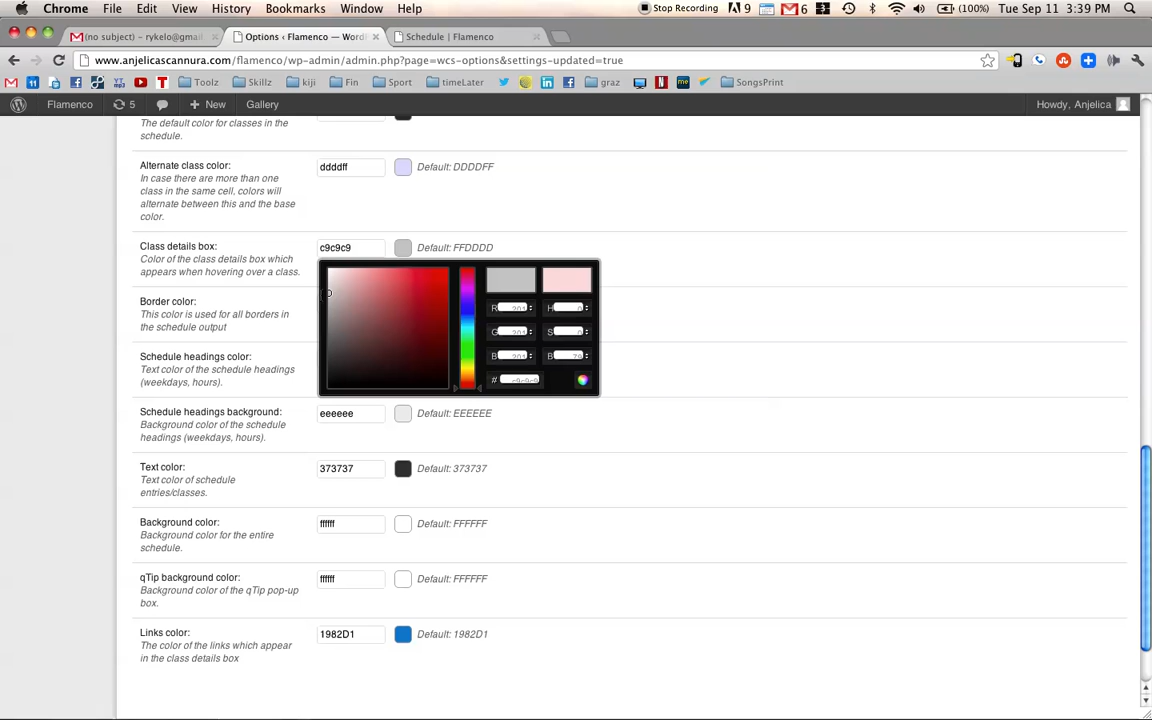 Chrome File Edit View History Bookmarks Window Help Stop Recording 9 6 (100%) Tue Sep 11 3:39 PM
(no subject) – rykelo@gmail Options ‹ Flamenco — Word Schedule | Flamenco
www.anjelicascannura.com/flamenco/wp-admin/admin.php?page=wcs-options&settings-updated=true
Toolz Skillz kiji Fin Sport timeLater graz SongsPrint
Flamenco 5 New Gallery Howdy, Anjelica
The default color for classes in the
schedule.
Alternate class color: ddddff Default: DDDDFF
In case there are more than one
class in the same cell, colors will
alternate between this and the base
color.
Class details box: c9c9c9 Default: FFDDDD
Color of the class details box which
appears when hovering over a class.
R 201 H 0
Border color:
This color is used for all borders in
the schedule output
G 201 S 0
B 201 B 79
Schedule headings color:
Text color of the schedule headings
(weekdays, hours).
# c9c9c9
Schedule headings background: eeeeee Default: EEEEEE
Background color of the schedule
headings (weekdays, hours).
Text color: 373737 Default: 373737
Text color of schedule
entries/classes.
Background color: ffffff Default: FFFFFF
Background color for the entire
schedule.
qTip background color: ffffff Default: FFFFFF
Background color of the qTip pop-up
box.
Links color: 1982D1 Default: 1982D1
The color of the links which appear
in the class details box